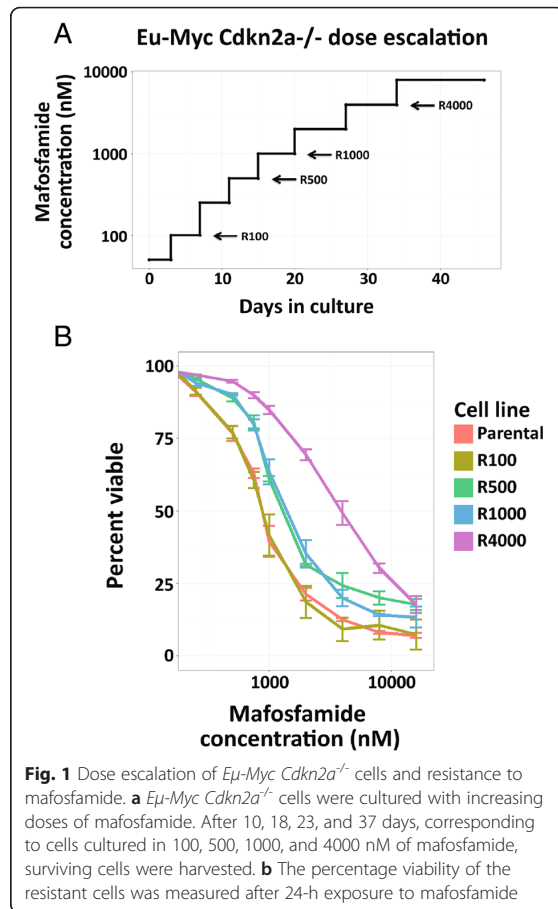 A
Eu-Myc Cdkn2a-/- dose escalation
Mafosfamide
concentration (nM)
10000
1000
100
R4000
R1000
R500
R100
0 10 20 30 40
Days in culture
B
Percent viable
100
75
50
25
0
1000 10000
Mafosfamide
concentration (nM)
Cell line
Parental
R100
R500
R1000
R4000
Fig. 1 Dose escalation of Eμ-Myc Cdkn2a-/- cells and resistance to
mafosfamide. a Eμ-Myc Cdkn2a-/- cells were cultured with increasing
doses of mafosfamide. After 10, 18, 23, and 37 days, corresponding
to cells cultured in 100, 500, 1000, and 4000 nM of mafosfamide,
surviving cells were harvested. b The percentage viability of the
resistant cells was measured after 24-h exposure to mafosfamide